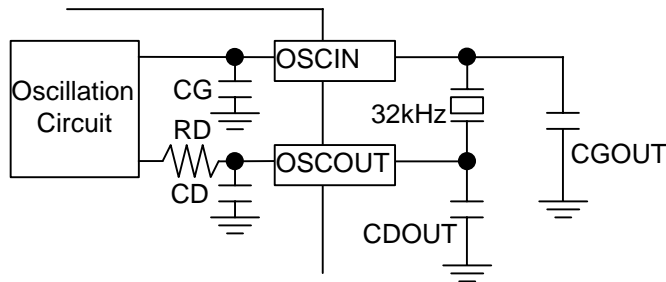 OSCIN
Oscillation
Circuit
CG
32kHz
RD
CGOUT
OSCOUT
CD
CDOUT